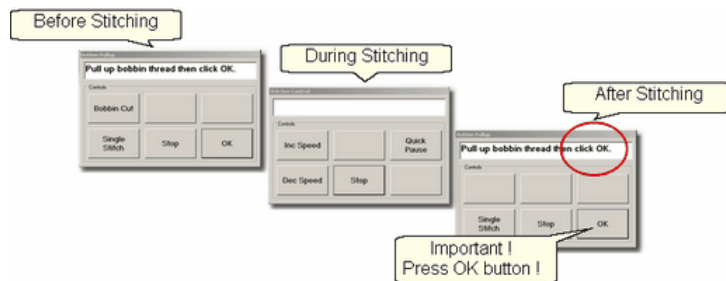 Before Stitching
Bobbin Pullup
Pull up bobbin thread then click OK.
Controls
Bobbin Cut
Single
Stitch
Stop
OK
During Stitching
Stitcher Control
Controls
Inc Speed
Quick
Pause
Dec Speed
Stop
After Stitching
Bobbin Pullup
Pull up bobbin thread then click OK.
Controls
Single
Stitch
Stop
OK
Important !
Press OK button !